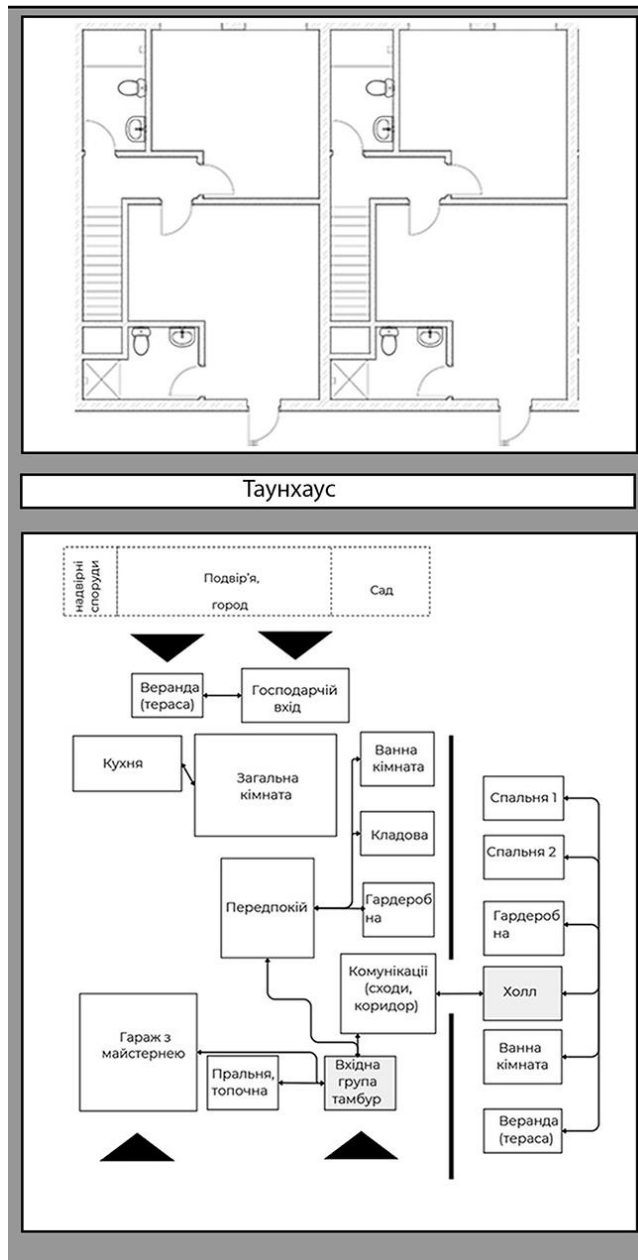 Таунхаус
надвірні
споруди
Подвір’я,
город
Сад
Веранда
(тераса)
Господарчій
вхід
Кухня
Загальна
кімната
Ванна
кімната
Кладова
Передпокій
Гардероб
на
Комунікації
(сходи,
коридор)
Гараж з
майстернею
Пральня,
топочна
Вхідна
група
тамбур
Спальня 1
Спальня 2
Гардероб
на
Холл
Ванна
кімната
Веранда
(тераса)